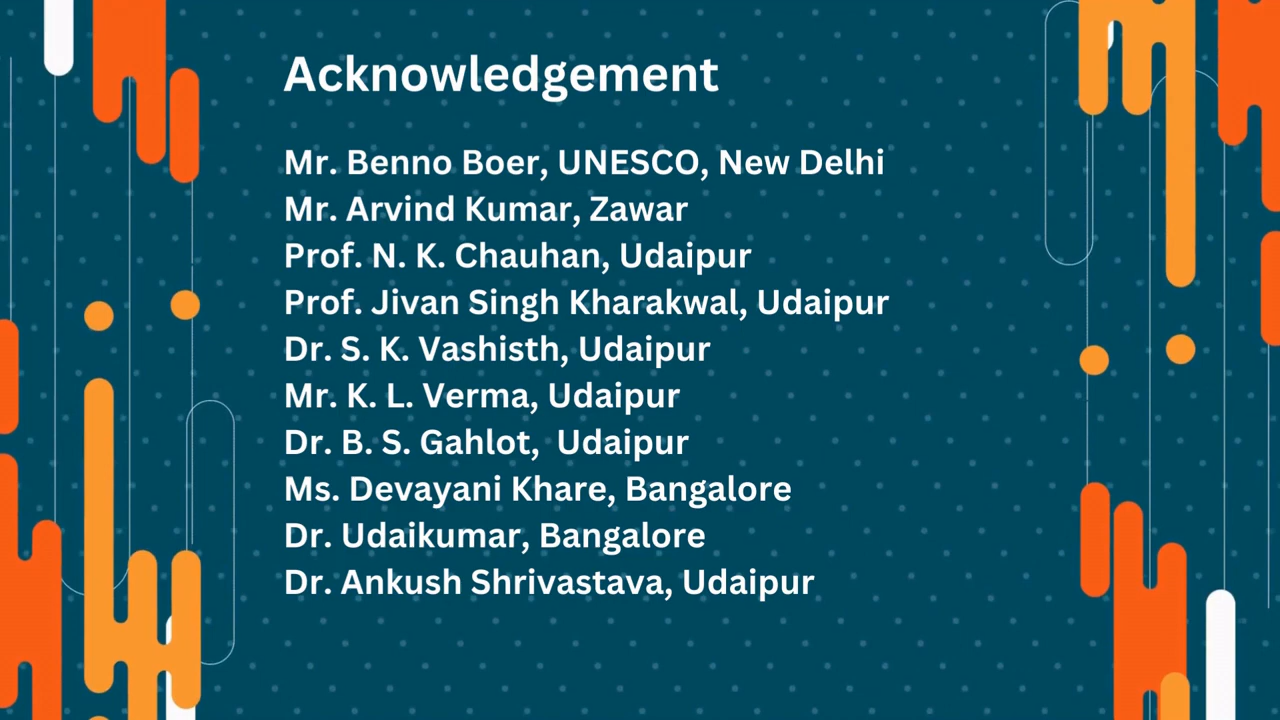 Acknowledgement
Mr. Benno Boer, UNESCO, New Delhi
Mr. Arvind Kumar, Zawar
Prof. N. K. Chauhan, Udaipur
Prof. Jivan Singh Kharakwal, Udaipur
Dr. S. K. Vashisth, Udaipur
Mr. K. L. Verma, Udaipur
Dr. B. S. Gahlot,  Udaipur
Ms. Devayani Khare, Bangalore
Dr. Udaikumar, Bangalore
Dr. Ankush Shrivastava, Udaipur